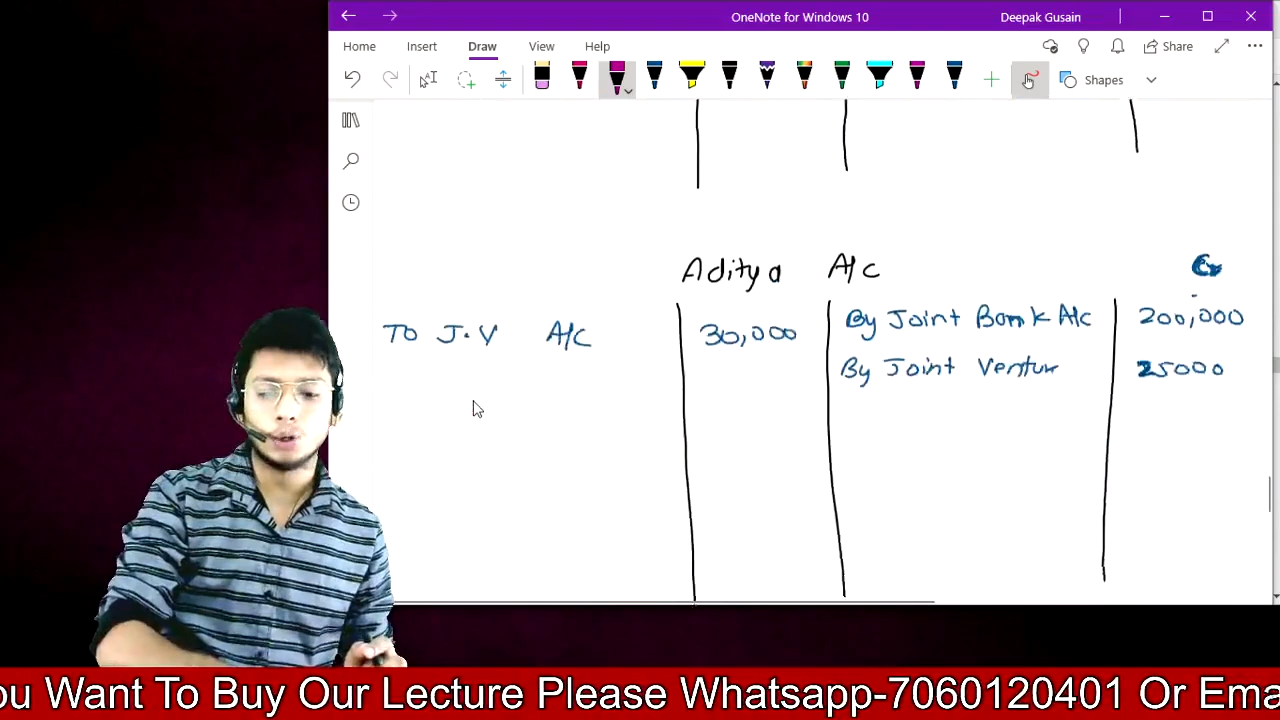 OneNote for Windows 10
Deepak Gusain
Home Insert Draw View Help
Share
Shapes
Aditya A/c
Cr
To J.V A/c 30,000 By Joint Bank A/c 200,000
By Joint Ventur 25000
ou Want To Buy Our Lecture Please Whatsapp-7060120401 Or Ema